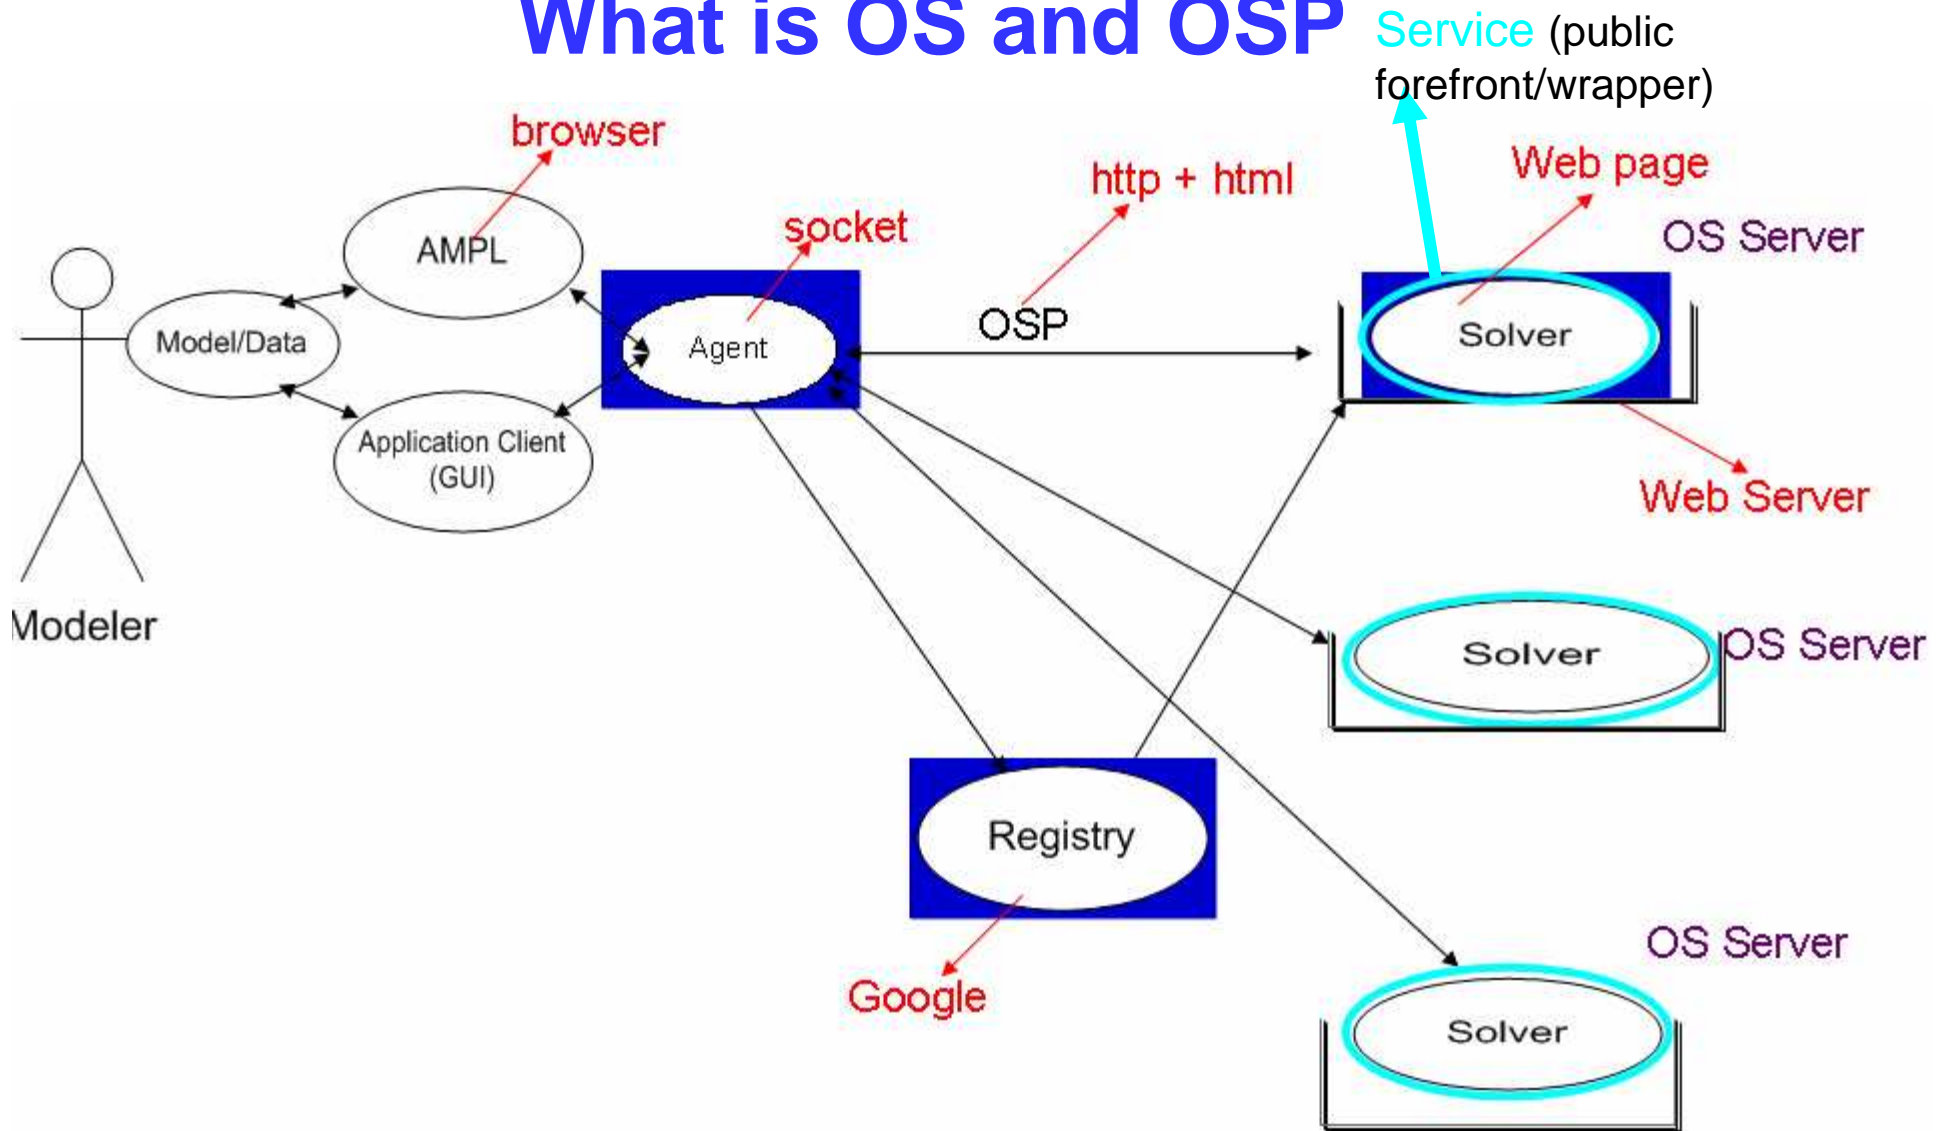 What is OS and OSP
Service (public
forefront/wrapper)
browser
http + html
Web page
socket
OS Server
AMPL
OSP
Model/Data
Agent
Solver
Application Client
(GUI)
Web Server
Modeler
Solver
OS Server
Registry
Google
OS Server
Solver